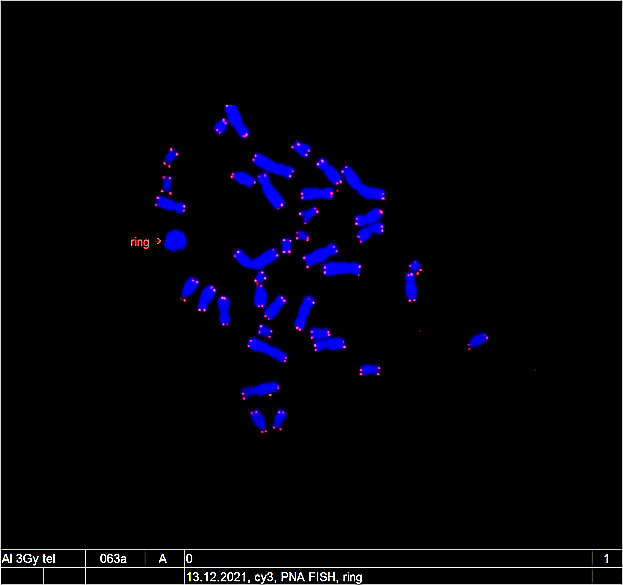 ring >
Al 3Gy tel 063a A 0 1
13.12.2021, cy3, PNA FISH, ring